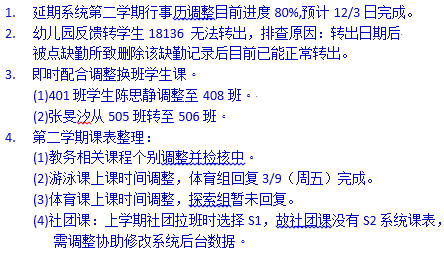 1. 延期系统第二学期行事历调整目前进度 80%,预计 12/3 日完成。
2. 幼儿园反馈转学生 18136 无法转出，排查原因：转出日期后
被点缺勤所致删除该缺勤记录后目前已能正常转出。
3. 即时配合调整换班学生课。
(1)401 班学生陈思静调整至 408 班。
(2)张旻汐从 505 班转至 506 班。
4. 第二学期课表整理：
(1)教务相关课程个别调整并检核中。
(2)游泳课上课时间调整，体育组回复 3/9（周五）完成。
(3)体育课上课时间调整，探索组暂未回复。
(4)社团课：上学期社团拉班时选择 S1，故社团课没有 S2 系统课表，
需调整协助修改系统后台数据。